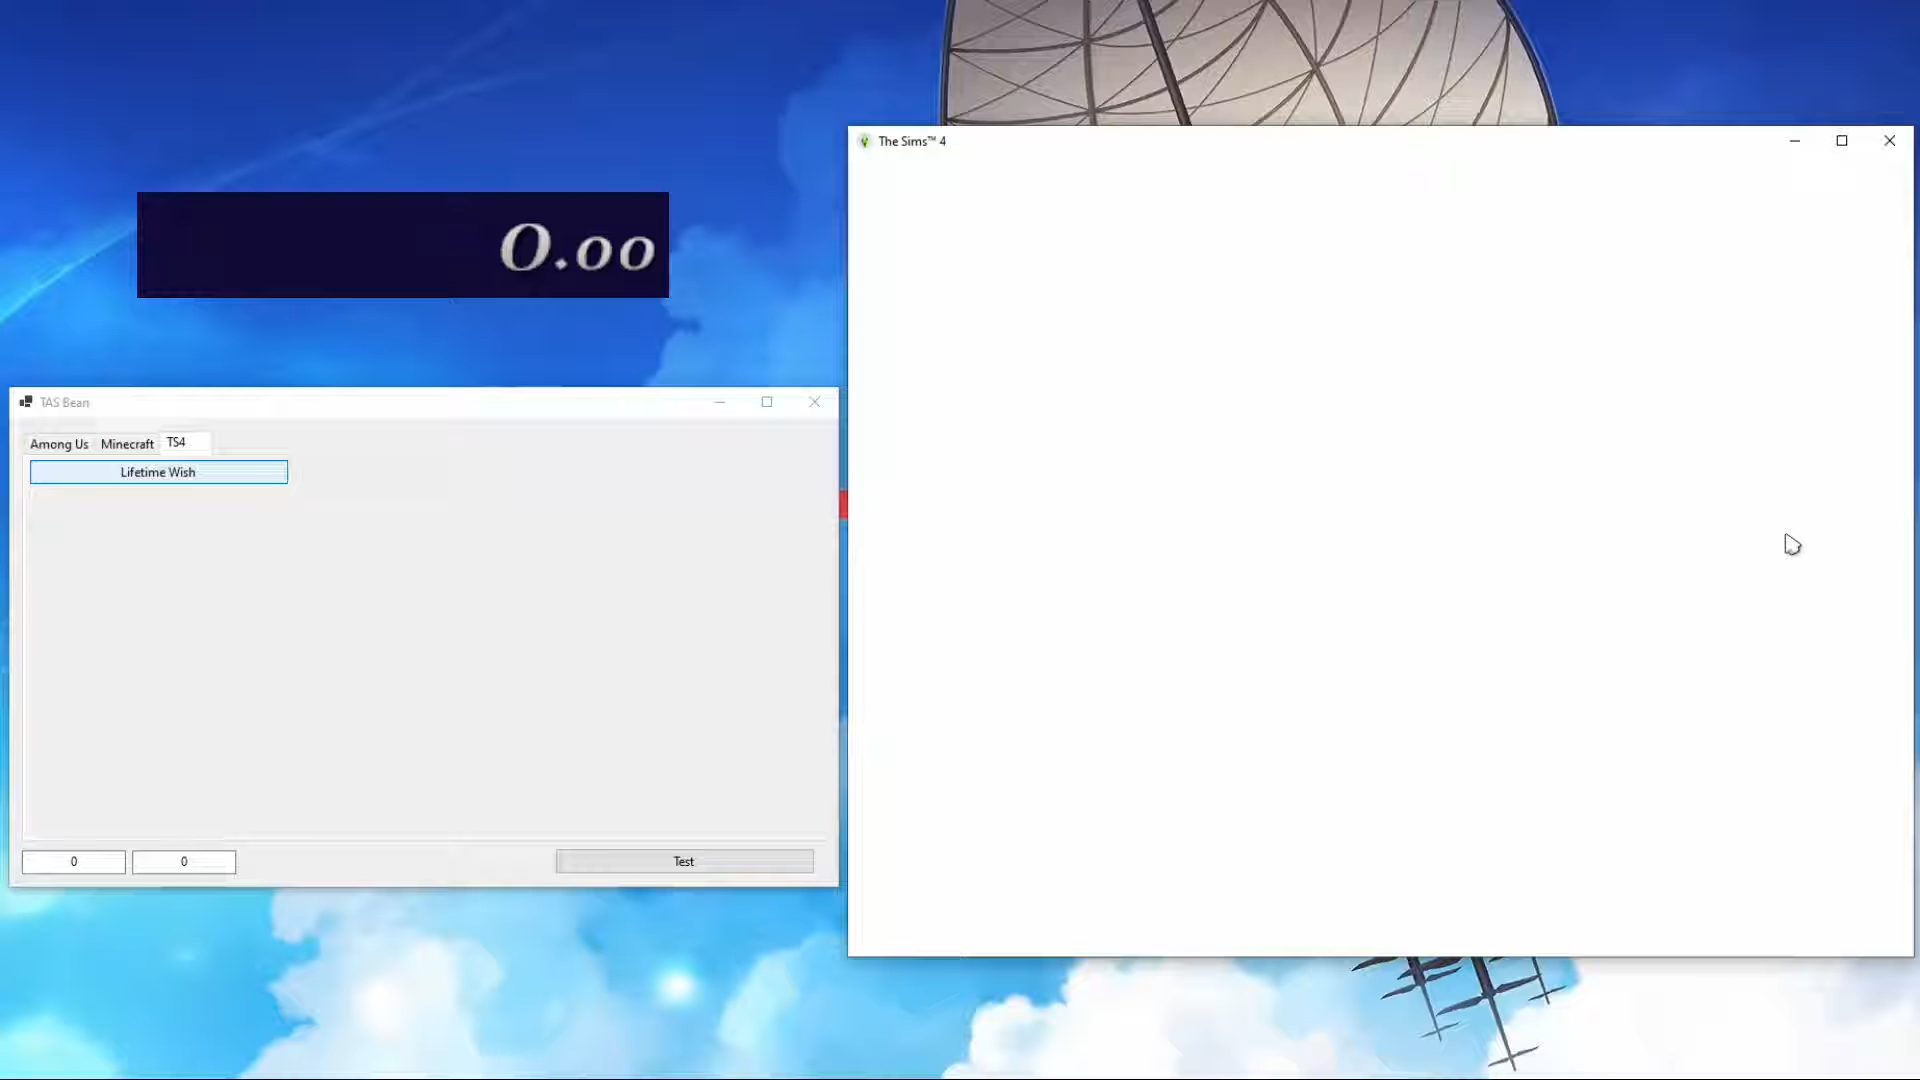 The Sims™ 4
0.00
TAS Bean
Among Us Minecraft TS4
Lifetime Wish
0 0 Test